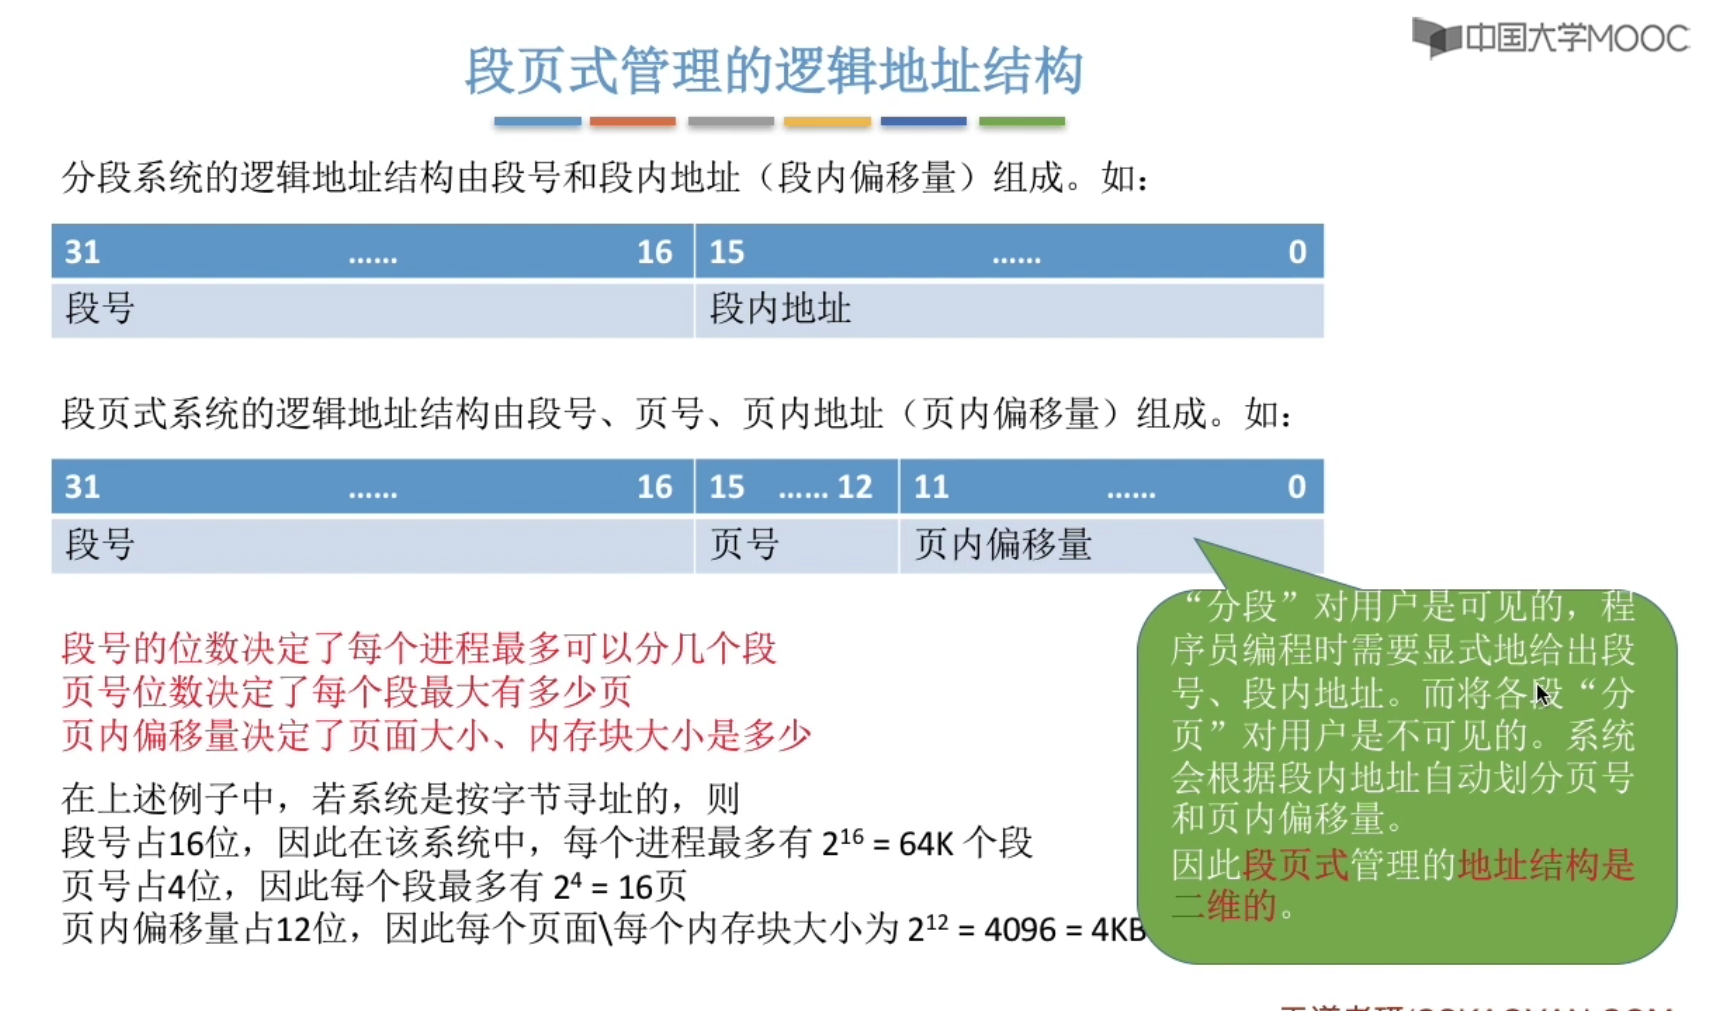 中国大学MOOC
段页式管理的逻辑地址结构
分段系统的逻辑地址结构由段号和段内地址（段内偏移量）组成。如：
31 …… 16 15 …… 0
段号 段内地址
段页式系统的逻辑地址结构由段号、页号、页内地址（页内偏移量）组成。如：
31 …… 16 15 …… 12 11 …… 0
段号 页号 页内偏移量
段号的位数决定了每个进程最多可以分几个段
页号位数决定了每个段最大有多少页
页内偏移量决定了页面大小、内存块大小是多少
在上述例子中，若系统是按字节寻址的，则
段号占16位，因此在该系统中，每个进程最多有 2¹⁶ = 64K 个段
页号占4位，因此每个段最多有 2⁴ = 16页
页内偏移量占12位，因此每个页面\每个内存块大小为 2¹² = 4096 = 4KB
“分段”对用户是可见的，程
序员编程时需要显式地给出段
号、段内地址。而将各段“分
页”对用户是不可见的。系统
会根据段内地址自动划分页号
和页内偏移量。
因此段页式管理的地址结构是
二维的。